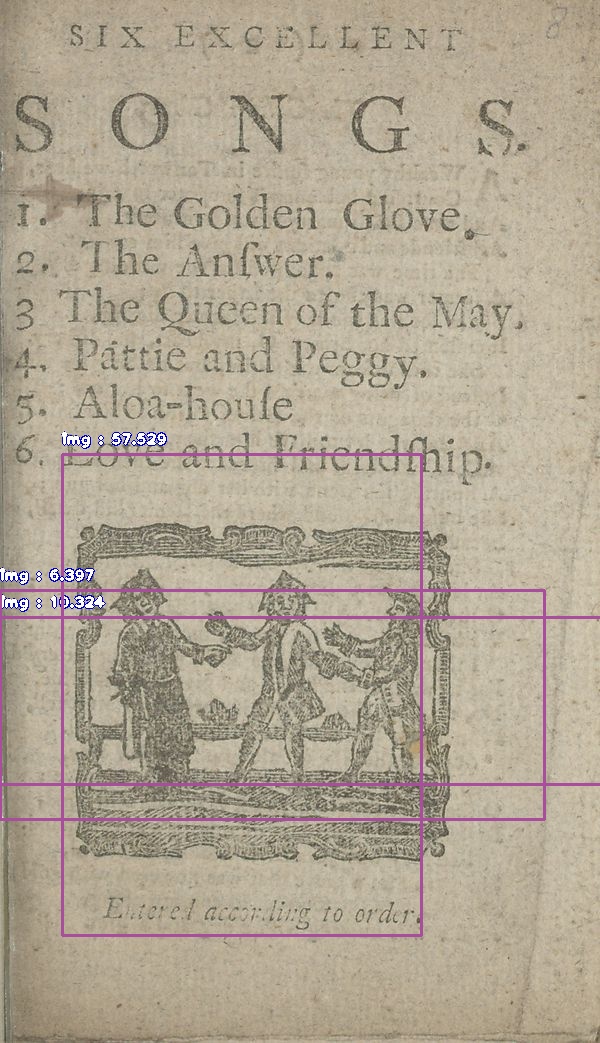 8
SIX EXCELLENT
SONGS.
1. The Golden Glove.
2. The Anſwer.
3 The Queen of the May.
4. Pattie and Peggy.
5. Aloa-houſe
6. Love and Friendſhip.
img : 57.529
img : 6.397
img : 10.324
Entered according to order.